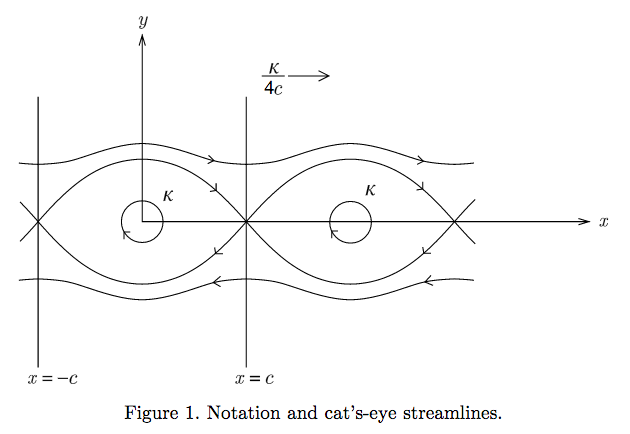 y
κ
4c
κ
κ
x
x = −c
x = c
Figure 1. Notation and cat's-eye streamlines.